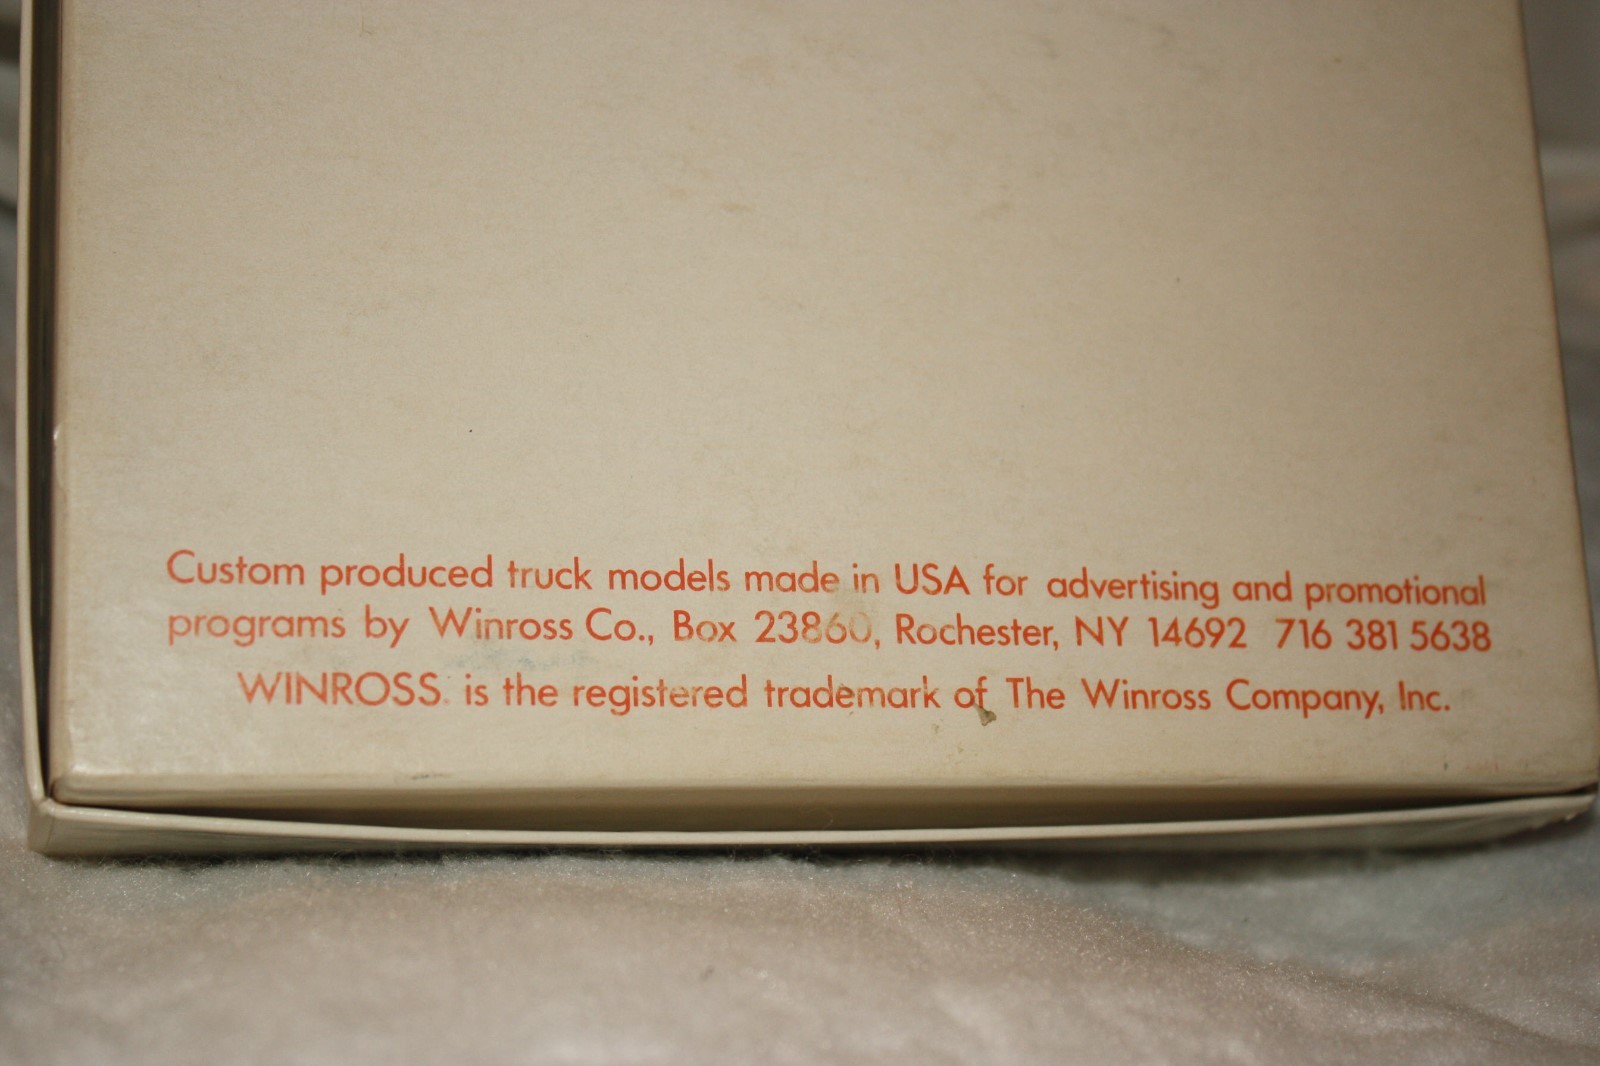 Custom produced truck models made in USA for advertising and promotional
programs by Winross Co., Box 23860, Rochester, NY 14692 716 381 5638
WINROSS. is the registered trademark of The Winross Company, Inc.